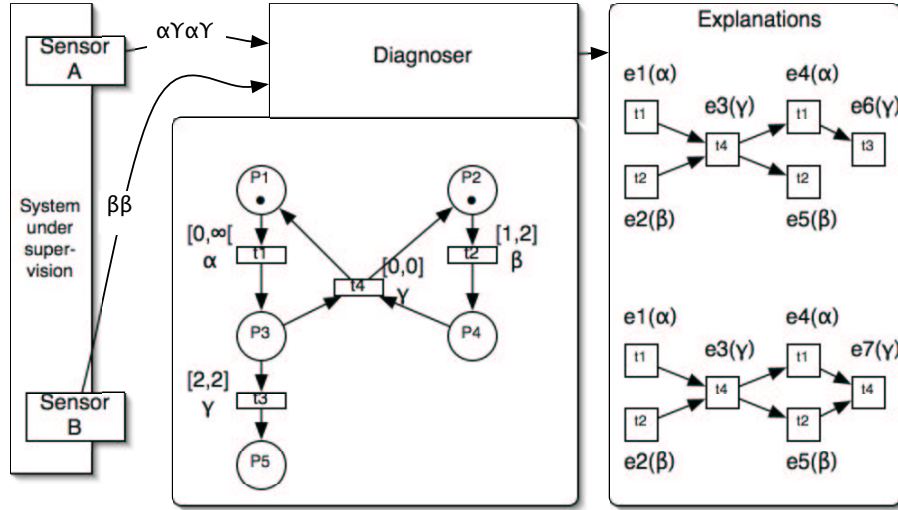 Sensor
A
αϒαϒ
Diagnoser
Explanations
System
under
super-
vision
ββ
Sensor
B
P1
P2
[0,∞[
t1
α
[1,2]
t2
β
[0,0]
t4
γ
P3
P4
[2,2]
t3
γ
P5
e1(α)
e4(α)
t1
e3(γ)
t1
e6(γ)
t4
t3
t2
t2
e2(β)
e5(β)
e1(α)
e4(α)
t1
e3(γ)
t1
e7(γ)
t4
t4
t2
t2
e2(β)
e5(β)